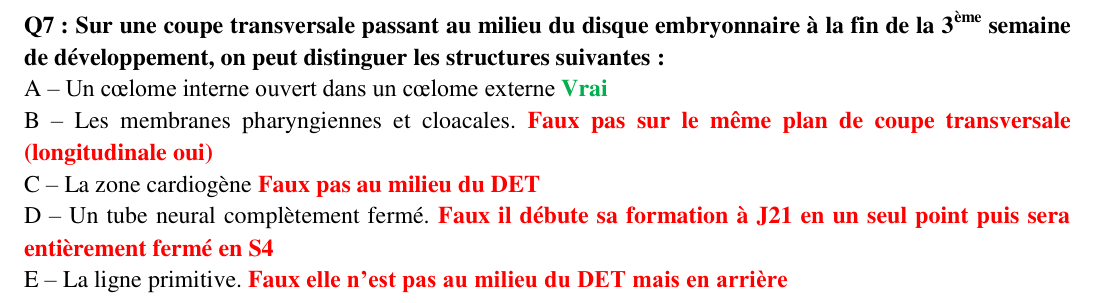 Q7 : Sur une coupe transversale passant au milieu du disque embryonnaire à la fin de la 3ème semaine
de développement, on peut distinguer les structures suivantes :
A – Un cœlome interne ouvert dans un cœlome externe Vrai
B – Les membranes pharyngiennes et cloacales. Faux pas sur le même plan de coupe transversale
(longitudinale oui)
C – La zone cardiogène Faux pas au milieu du DET
D – Un tube neural complètement fermé. Faux il débute sa formation à J21 en un seul point puis sera
entièrement fermé en S4
E – La ligne primitive. Faux elle n'est pas au milieu du DET mais en arrière